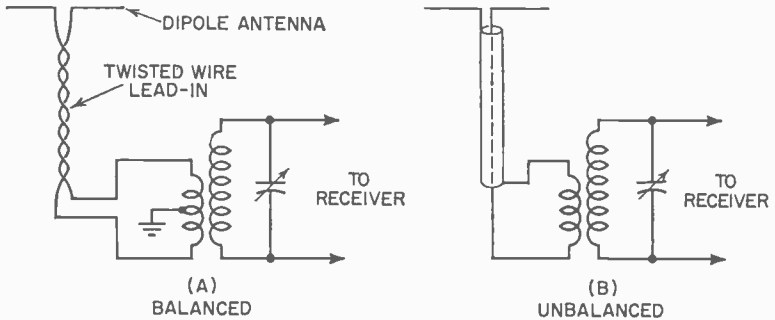 DIPOLE ANTENNA
TWISTED WIRE
LEAD-IN
TO
RECEIVER
(A)
BALANCED
TO
RECEIVER
(B)
UNBALANCED